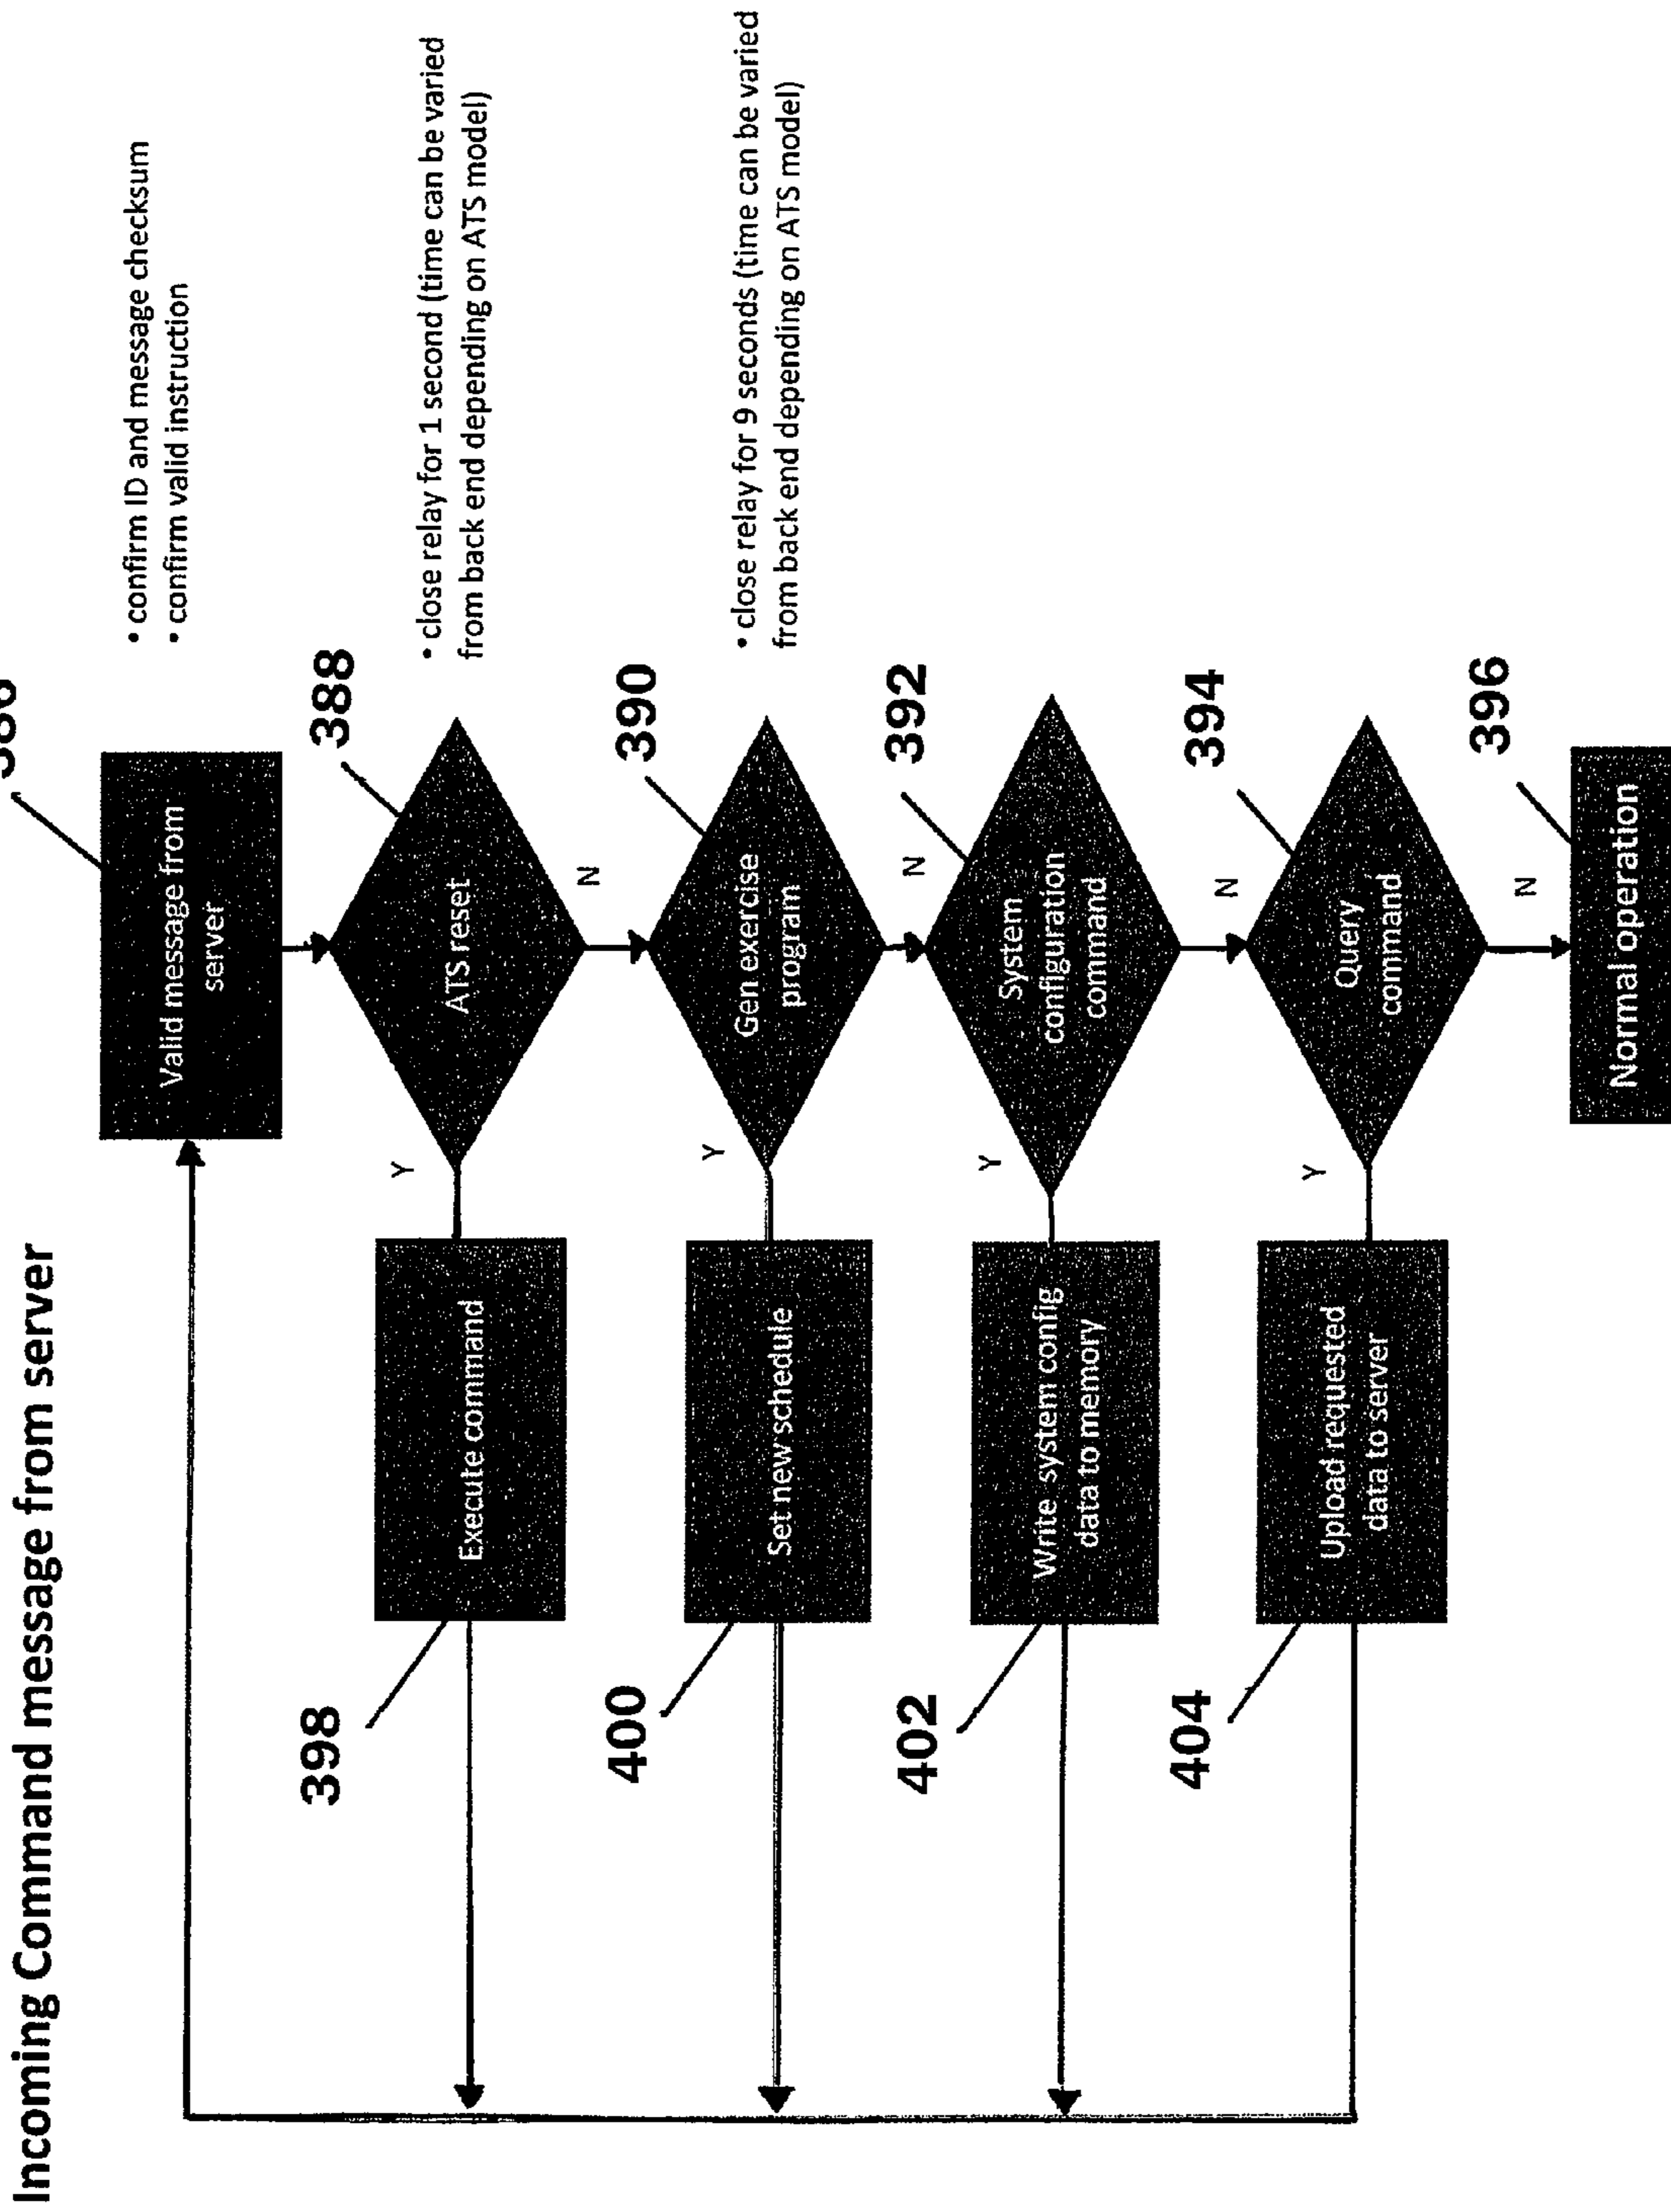 Incoming Command message from server
Valid message from
server
• confirm ID and message checksum
• confirm valid instruction
398
388
Execute command
Y
ATS reset
• close relay for 1 second (time can be varied
from back end depending on ATS model)
N
400
390
Set new schedule
Y
Gen exercise
program
• close relay for 9 seconds (time can be varied
from back end depending on ATS model)
N
402
392
Write system config
data to memory
Y
System
configuration
command
N
404
394
Upload requested
data to server
Y
Query
command
N
396
Normal operation